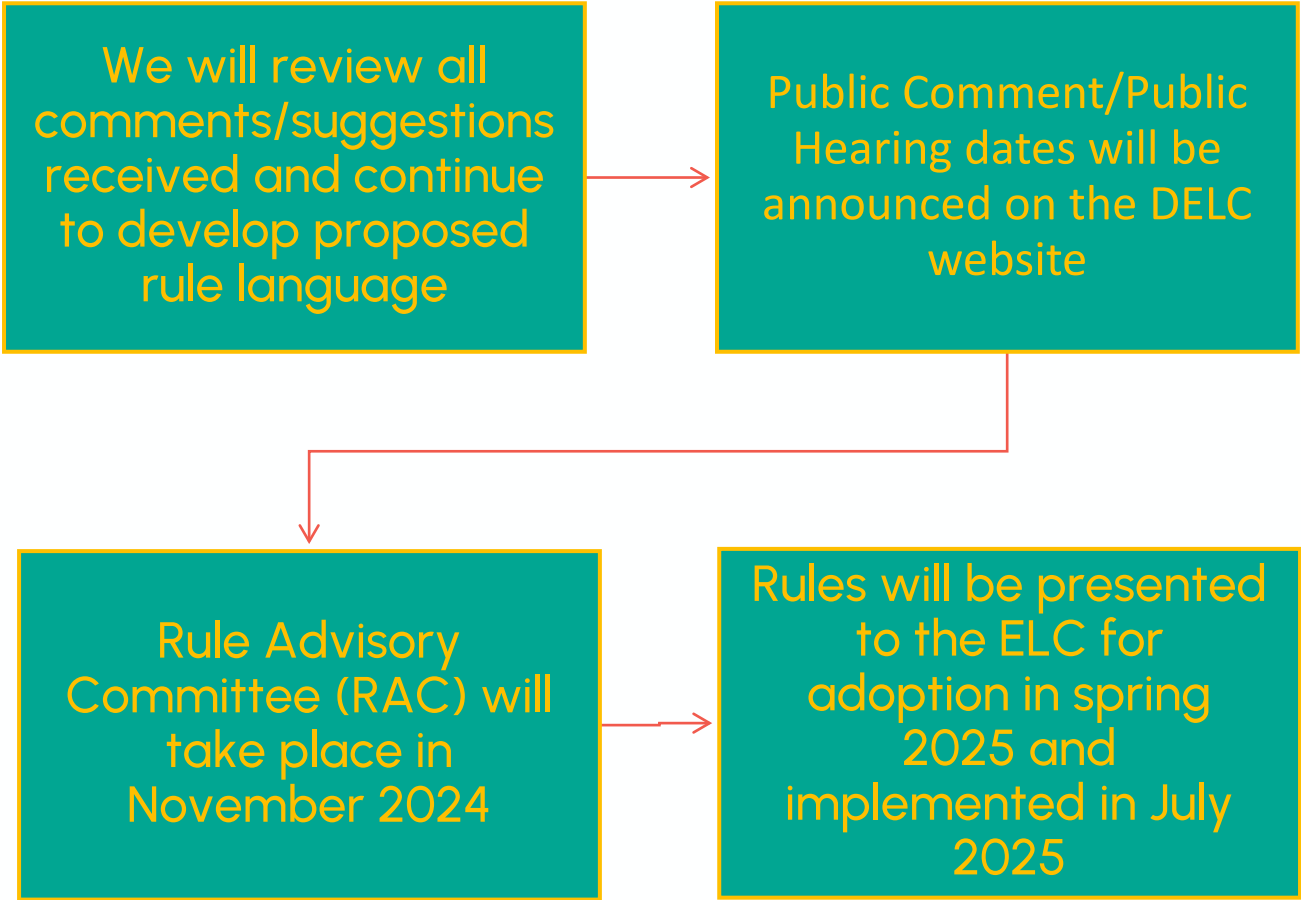 We will review all
comments/suggestions
received and continue
to develop proposed
rule language
Public Comment/Public
Hearing dates will be
announced on the DELC
website
Rule Advisory
Committee (RAC) will
take place in
November 2024
Rules will be presented
to the ELC for
adoption in spring
2025 and
implemented in July
2025